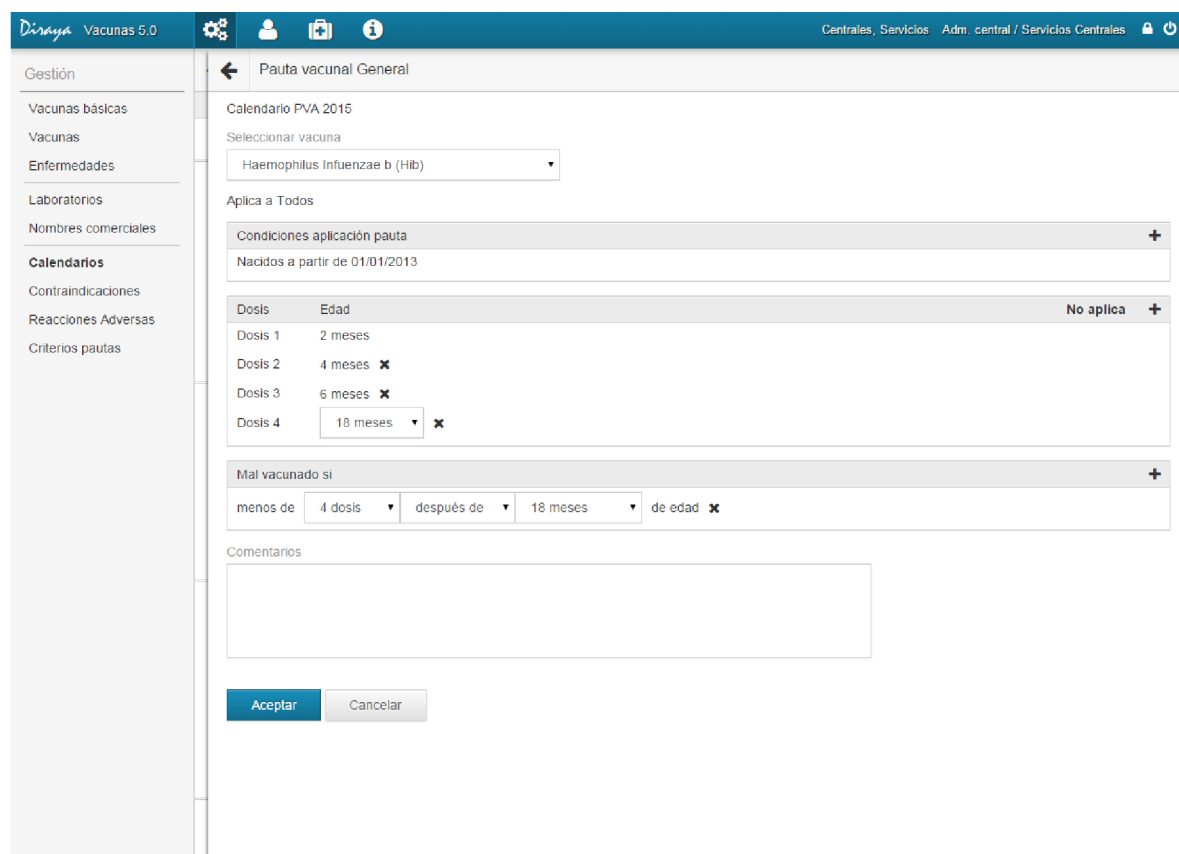 Diraya Vacunas 5.0
Centrales, Servicios Adm. central / Servicios Centrales
Gestión
Vacunas básicas
Vacunas
Enfermedades
Laboratorios
Nombres comerciales
Calendarios
Contraindicaciones
Reacciones Adversas
Criterios pautas
Pauta vacunal General
Calendario PVA 2015
Seleccionar vacuna
Haemophilus Infuenzae b (Hib)
Aplica a Todos
Condiciones aplicación pauta
Nacidos a partir de 01/01/2013
Dosis Edad No aplica
Dosis 1 2 meses
Dosis 2 4 meses
Dosis 3 6 meses
Dosis 4 18 meses
Mal vacunado si
menos de 4 dosis después de 18 meses de edad
Comentarios
Aceptar Cancelar